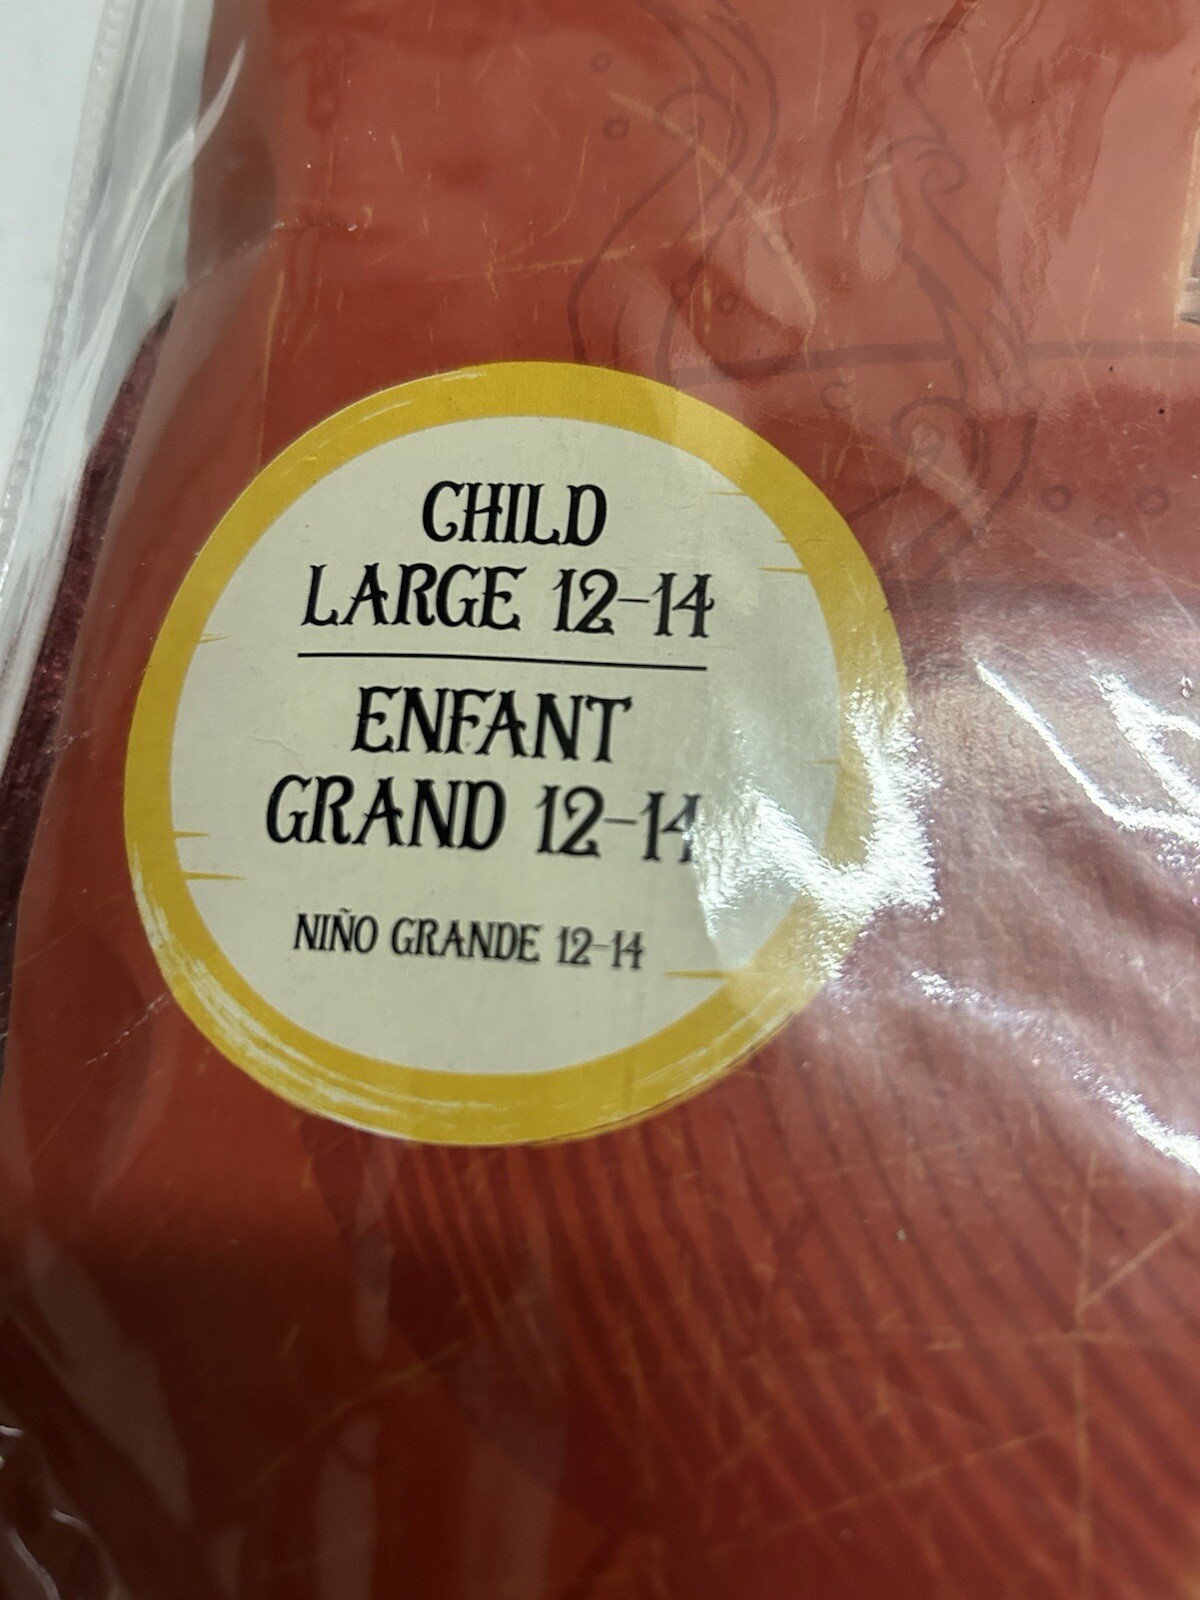 CHILD
LARGE 12-14
ENFANT
GRAND 12-14
NIÑO GRANDE 12-14